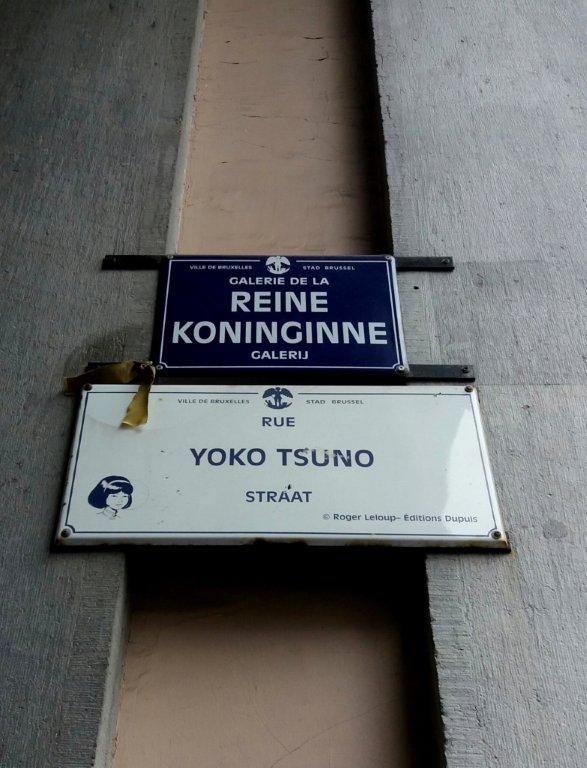 VILLE DE BRUXELLES STAD BRUSSEL
GALERIE DE LA
REINE
KONINGINNE
GALERIJ
VILLE DE BRUXELLES STAD BRUSSEL
RUE
YOKO TSUNO
STRAAT
© Roger Leloup– Éditions Dupuis